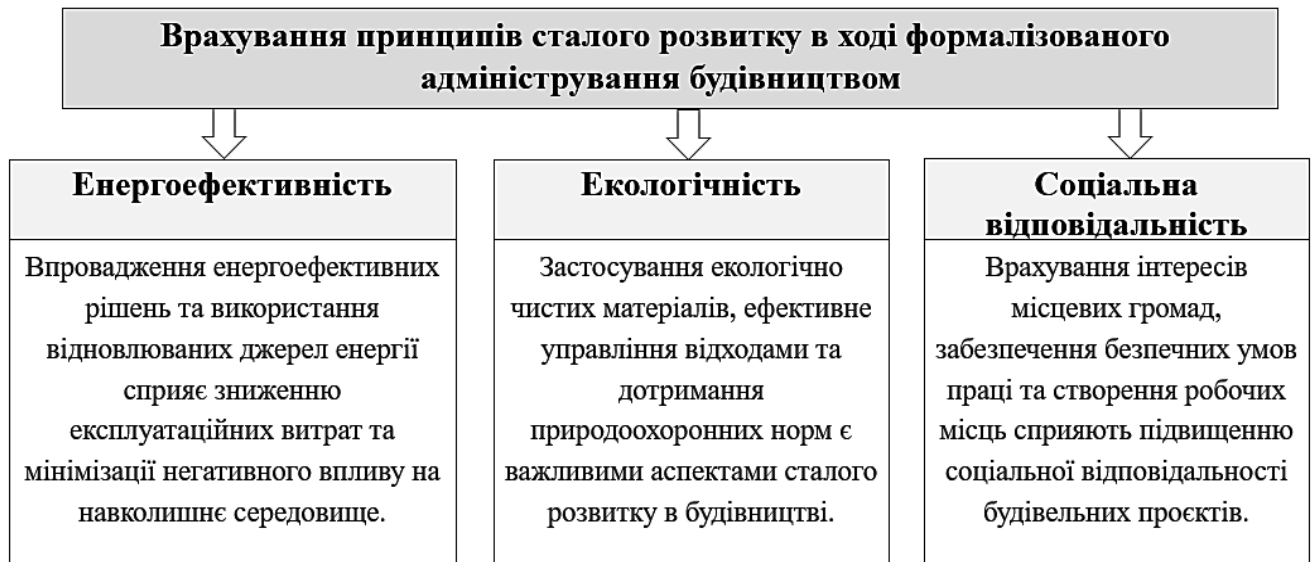 Врахування принципів сталого розвитку в ході формалізованого
адміністрування будівництвом
Енергоефективність
Впровадження енергоефективних
рішень та використання
відновлюваних джерел енергії
сприяє зниженню
експлуатаційних витрат та
мінімізації негативного впливу на
навколишнє середовище.
Екологічність
Застосування екологічно
чистих матеріалів, ефективне
управління відходами та
дотримання
природоохоронних норм є
важливими аспектами сталого
розвитку в будівництві.
Соціальна
відповідальність
Врахування інтересів
місцевих громад,
забезпечення безпечних умов
праці та створення робочих
місць сприяють підвищенню
соціальної відповідальності
будівельних проєктів.